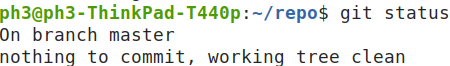 ph3@ph3-ThinkPad-T440p:~/repo$ git status
On branch master
nothing to commit, working tree clean